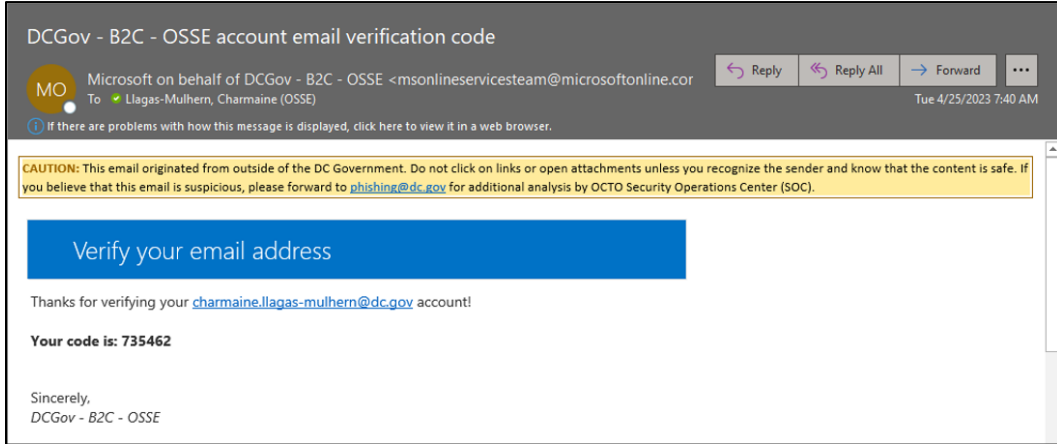 DCGov - B2C - OSSE account email verification code
MO
Microsoft on behalf of DCGov - B2C - OSSE <msonlineservicesteam@microsoftonline.cor
To Llagas-Mulhern, Charmaine (OSSE)
Reply
Reply All
Forward
Tue 4/25/2023 7:40 AM
If there are problems with how this message is displayed, click here to view it in a web browser.
CAUTION: This email originated from outside of the DC Government. Do not click on links or open attachments unless you recognize the sender and know that the content is safe. If
you believe that this email is suspicious, please forward to phishing@dc.gov for additional analysis by OCTO Security Operations Center (SOC).
Verify your email address
Thanks for verifying your charmaine.llagas-mulhern@dc.gov account!
Your code is: 735462
Sincerely,
DCGov - B2C - OSSE